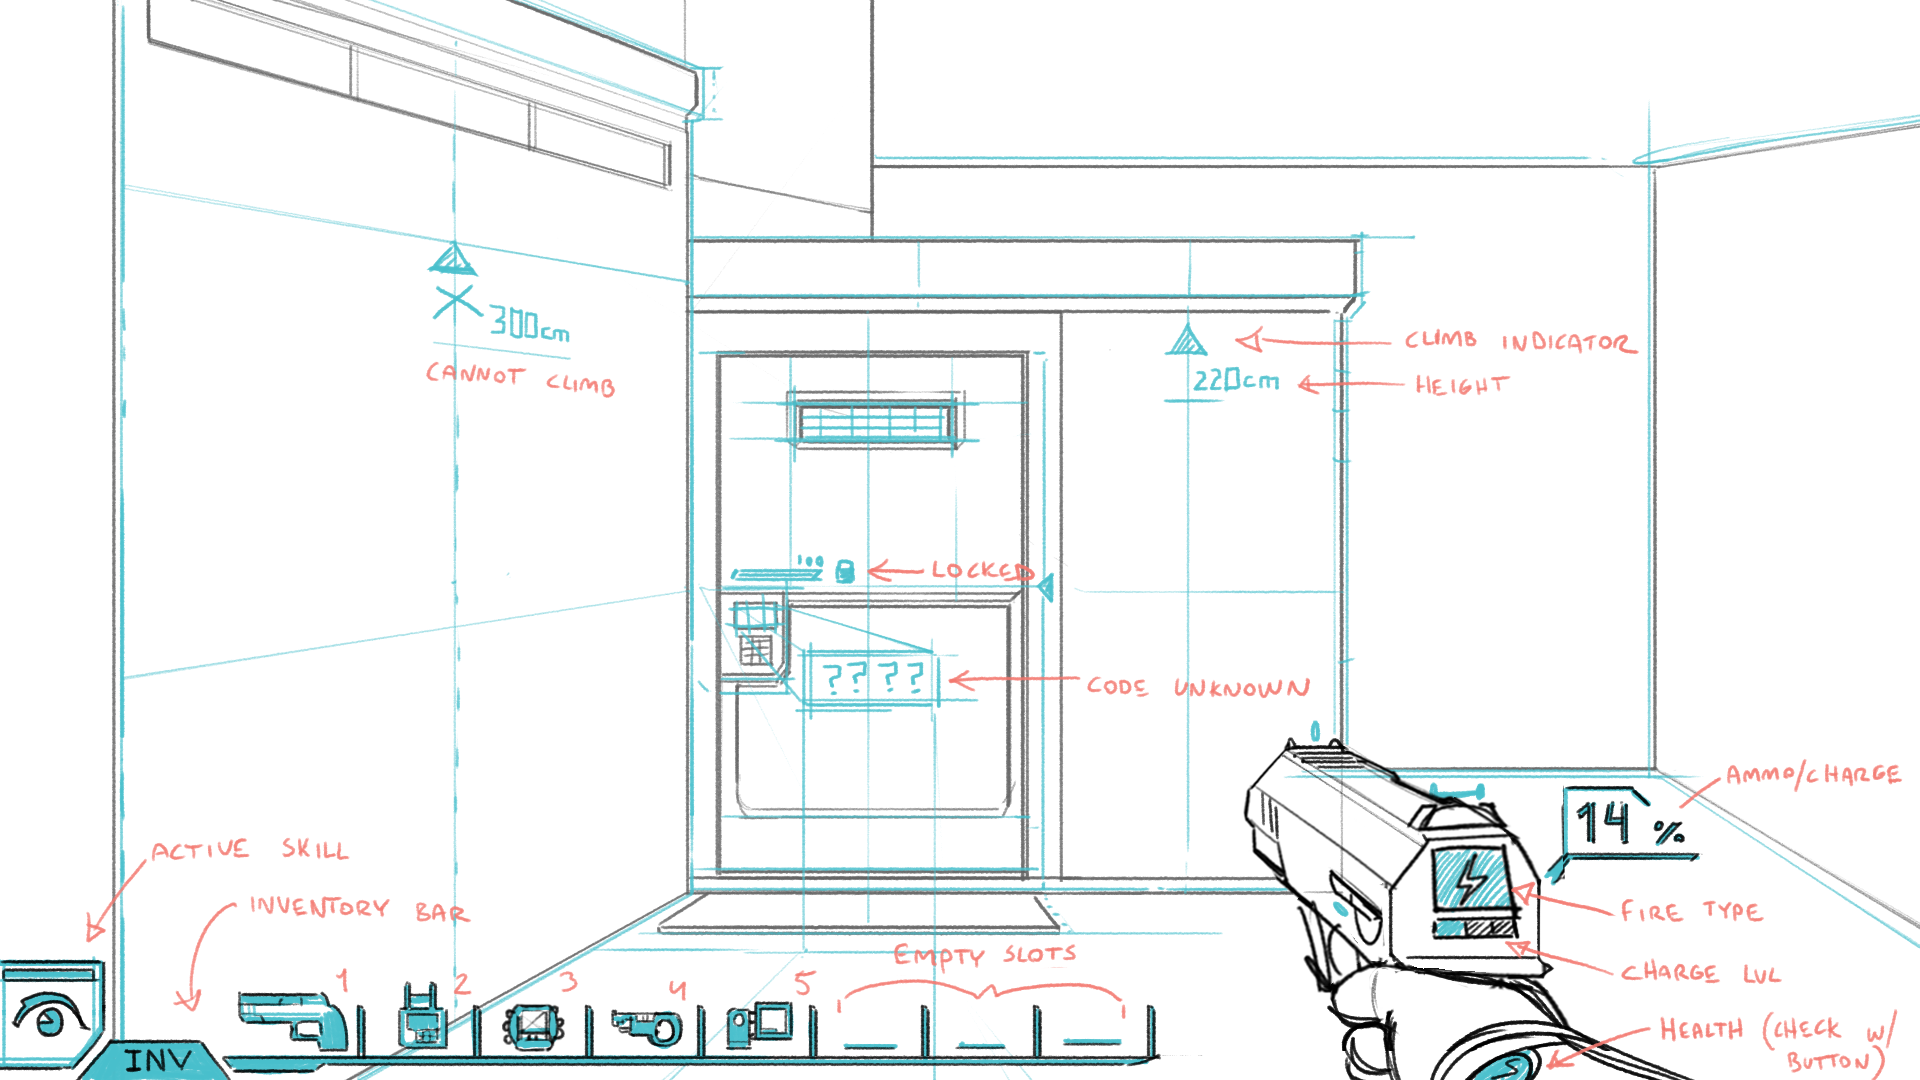 300cm
CANNOT CLIMB
CLIMB INDICATOR
220cm
HEIGHT
LOCKED
? ? ? ?
CODE UNKNOWN
AMMO/CHARGE
14 %
ACTIVE SKILL
INVENTORY BAR
FIRE TYPE
EMPTY SLOTS
CHARGE LVL
1 2 3 4 5
HEALTH (CHECK W/
BUTTON)
INV